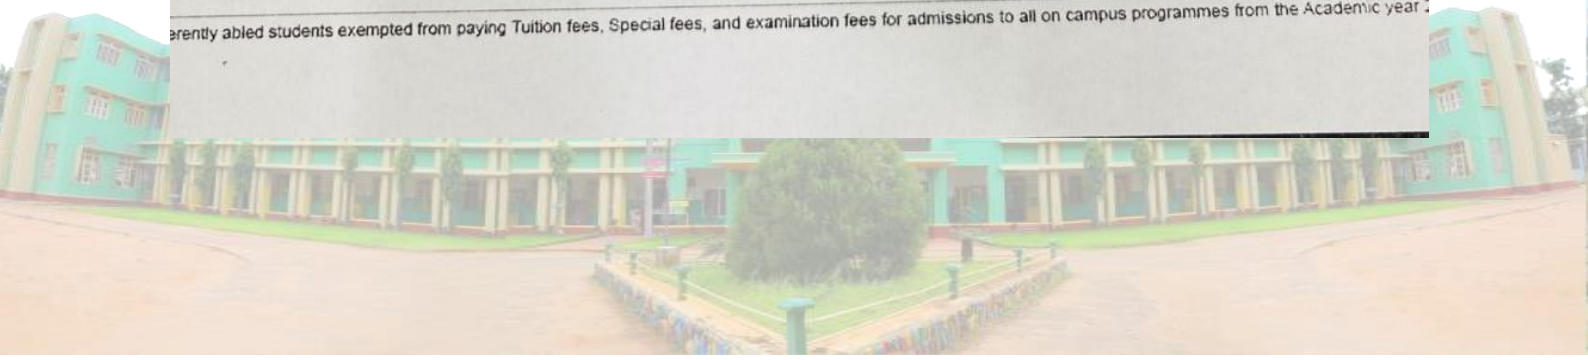 erently abled students exempted from paying Tuition fees, Special fees, and examination fees for admissions to all on campus programmes from the Academic year